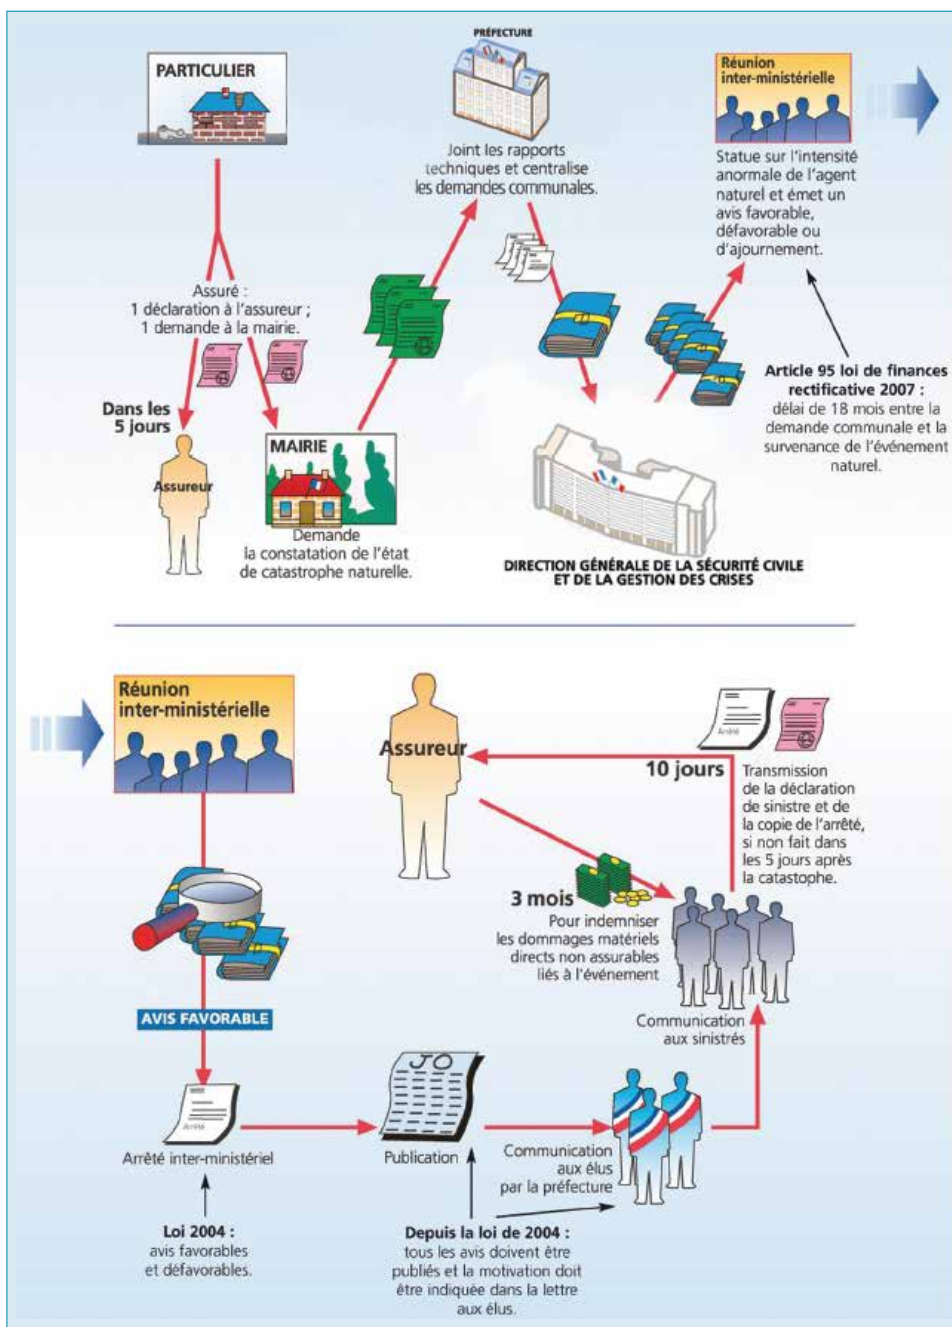 PARTICULIER
PRÉFECTURE
Joint les rapports
techniques et centralise
les demandes communales.
Réunion
inter-ministérielle
Statue sur l'intensité
anormale de l'agent
naturel et émet un
avis favorable,
défavorable ou
d'ajournement.
Assuré :
1 déclaration à l'assureur ;
1 demande à la mairie.
Dans les
5 jours
Assureur
MAIRIE
Demande
la constatation de l'état
de catastrophe naturelle.
Article 95 loi de finances
rectificative 2007 :
délai de 18 mois entre la
demande communale et la
survenance de l'événement
naturel.
DIRECTION GÉNÉRALE DE LA SÉCURITÉ CIVILE
ET DE LA GESTION DES CRISES
Réunion
inter-ministérielle
Assureur
Arrêté
10 jours
Transmission
de la déclaration
de sinistre et de
la copie de l'arrêté,
si non fait dans
les 5 jours après
la catastrophe.
3 mois
Pour indemniser
les dommages matériels
directs non assurables
liés à l'événement
Communication
aux sinistrés
AVIS FAVORABLE
Arrêté
Arrêté inter-ministériel
JO
Publication
Communication
aux élus
par la préfecture
Loi 2004 :
avis favorables
et défavorables.
Depuis la loi de 2004 :
tous les avis doivent être
publiés et la motivation doit
être indiquée dans la lettre
aux élus.